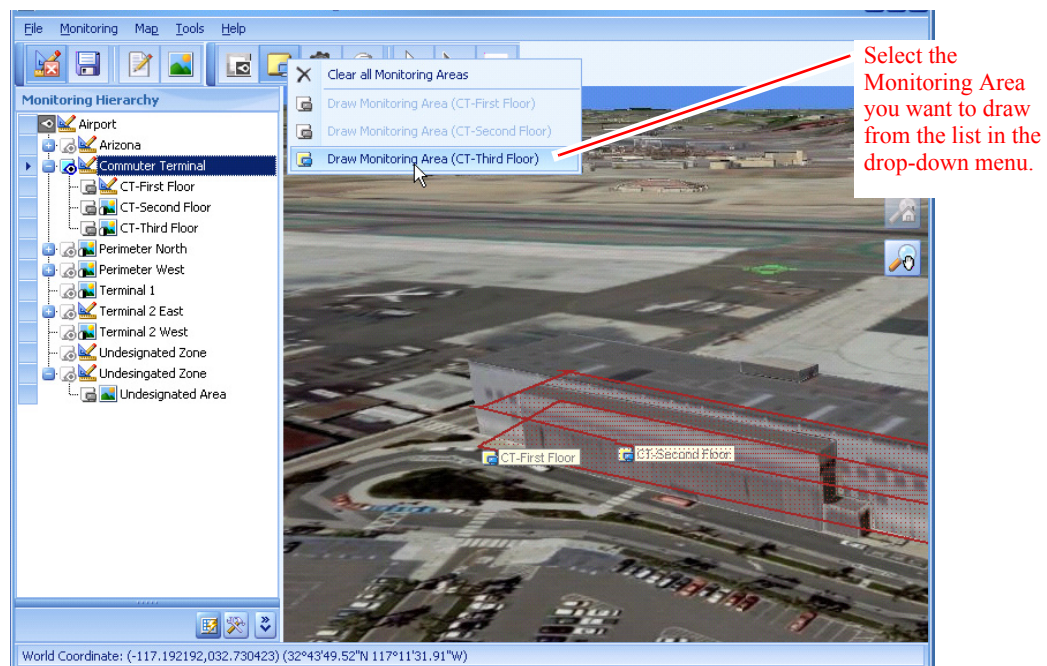 File Monitoring Map Tools Help
Select the
Monitoring Area
you want to draw
from the list in the
drop-down menu.
Clear all Monitoring Areas
Draw Monitoring Area (CT-First Floor)
Draw Monitoring Area (CT-Second Floor)
Draw Monitoring Area (CT-Third Floor)
Monitoring Hierarchy
Airport
Arizona
Commuter Terminal
CT-First Floor
CT-Second Floor
CT-Third Floor
Perimeter North
Perimeter West
Terminal 1
Terminal 2 East
Terminal 2 West
Undesignated Zone
Undesingated Zone
Undesignated Area
CT-First Floor
CT-Second Floor
World Coordinate: (-117.192192,032.730423) (32°43'49.52"N 117°11'31.91"W)